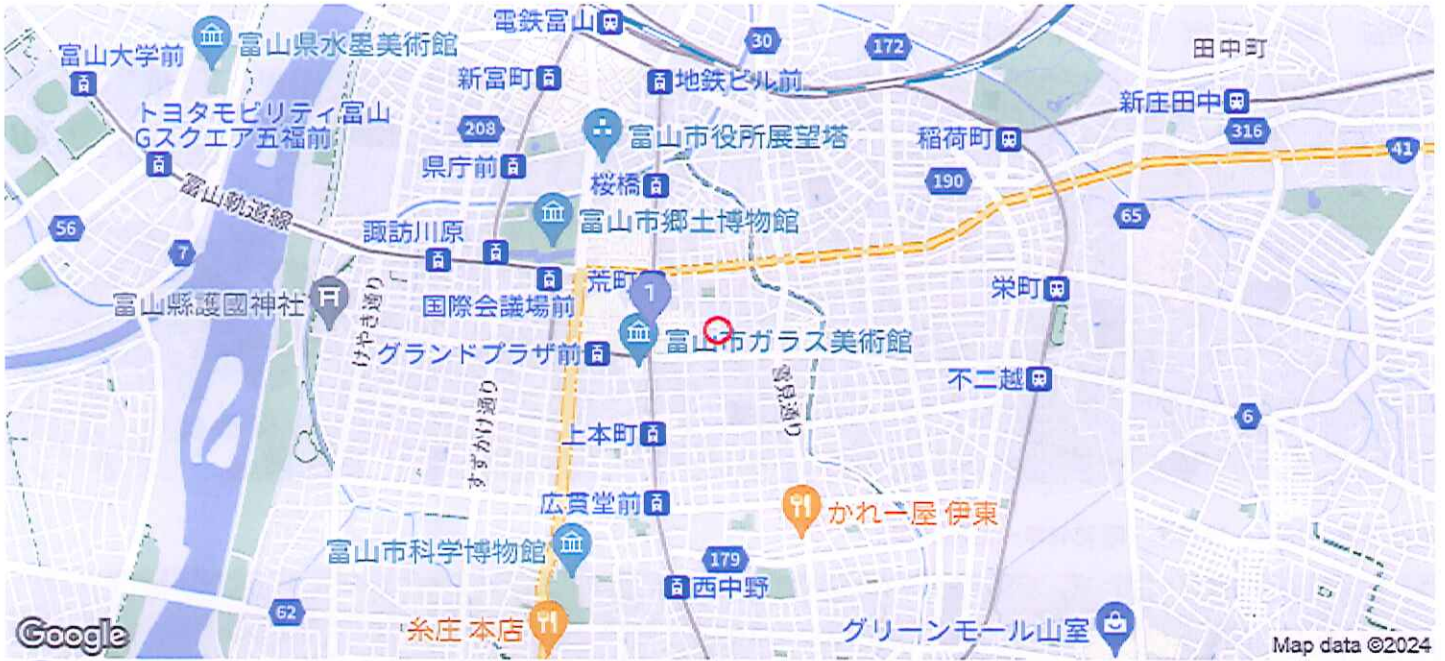 電鉄富山
30
172
田中町
富山大学前
富山県水墨美術館
新富町
地鉄ビル前
新庄田中
トヨタモビリティ富山
Gスクエア五福前
208
富山市役所展望塔
稲荷町
316
41
県庁前
桜橋
190
富山軌道線
56
7
諏訪川原
富山市郷土博物館
65
富山縣護國神社
けやき通り
国際会議場前
荒町
1
栄町
グランドプラザ前
富山市ガラス美術館
不二越
雪見通り
すずかけ通り
上本町
6
広貫堂前
かれー屋 伊東
富山市科学博物館
179
西中野
62
糸庄 本店
グリーンモール山室
Google
Map data ©2024